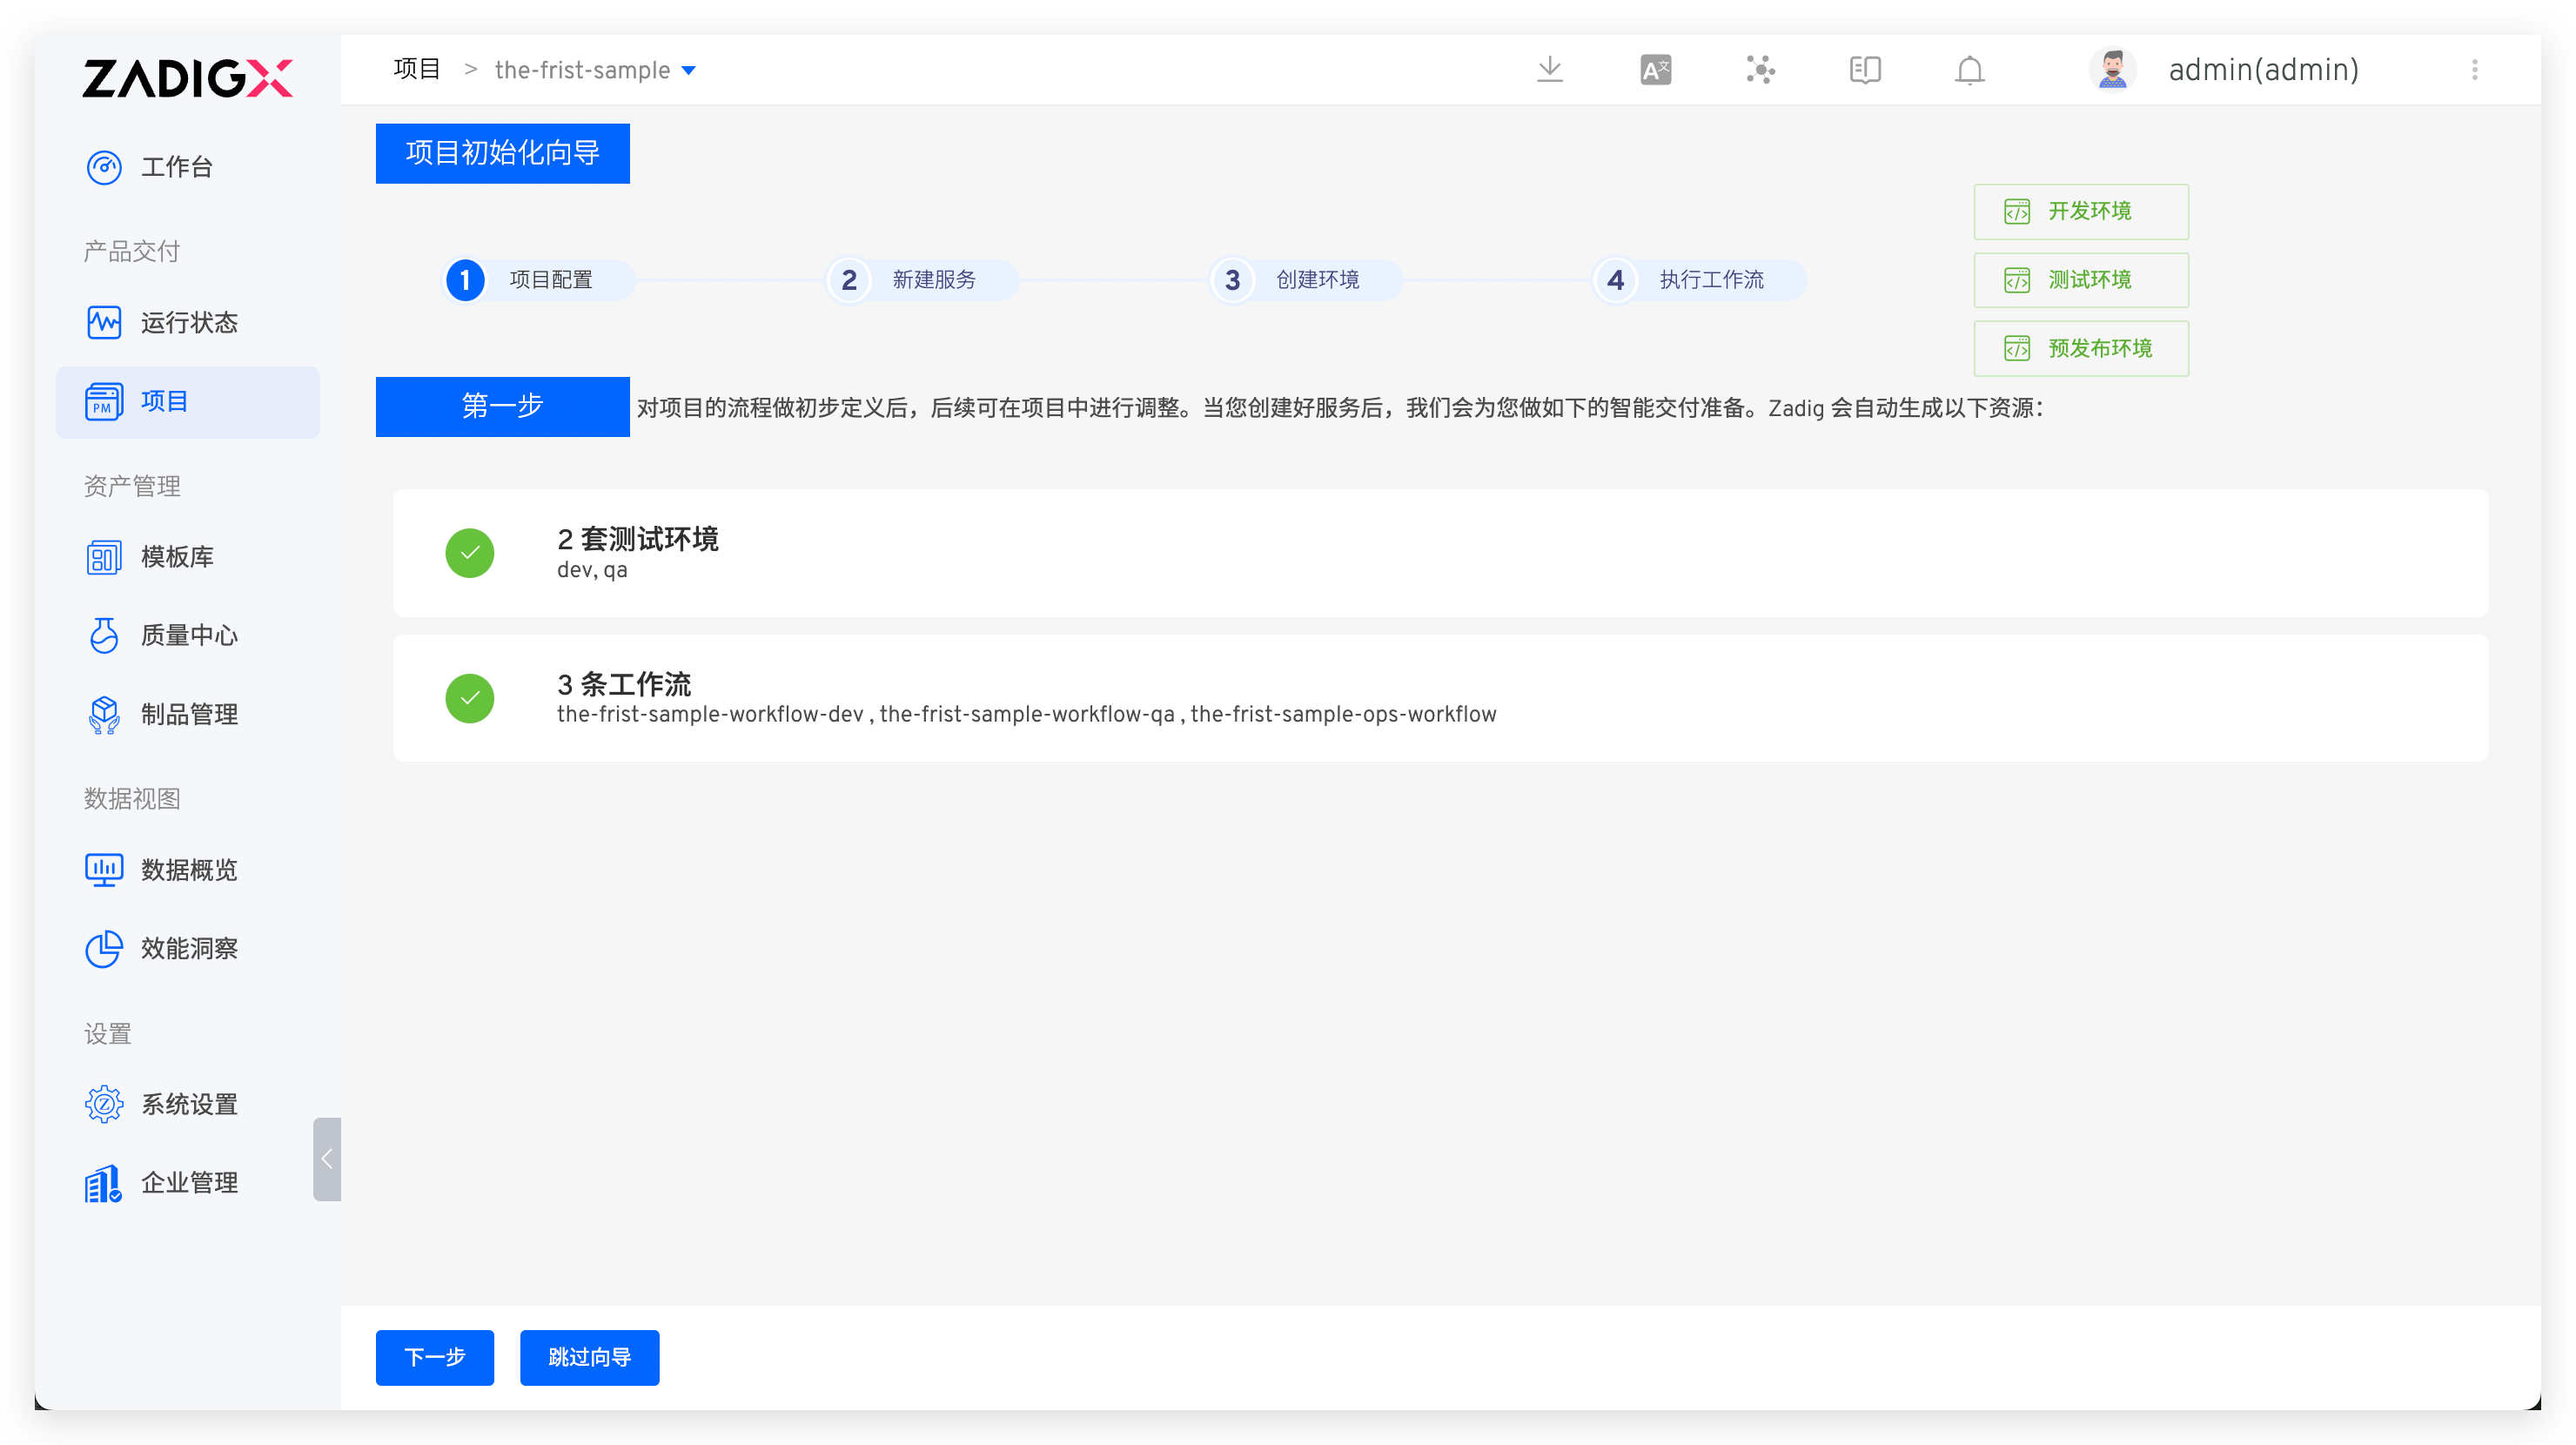 ZADIGX
工作台
产品交付
运行状态
PM
项目
资产管理
模板库
质量中心
制品管理
数据视图
数据概览
效能洞察
设置
Z
系统设置
企业管理
项目 > the-frist-sample
A文
admin(admin)
项目初始化向导
1 项目配置
2 新建服务
3 创建环境
4 执行工作流
</> 开发环境
</> 测试环境
</> 预发布环境
第一步 对项目的流程做初步定义后，后续可在项目中进行调整。当您创建好服务后，我们会为您做如下的智能交付准备。Zadig 会自动生成以下资源：
2 套测试环境
dev, qa
3 条工作流
the-frist-sample-workflow-dev , the-frist-sample-workflow-qa , the-frist-sample-ops-workflow
下一步 跳过向导